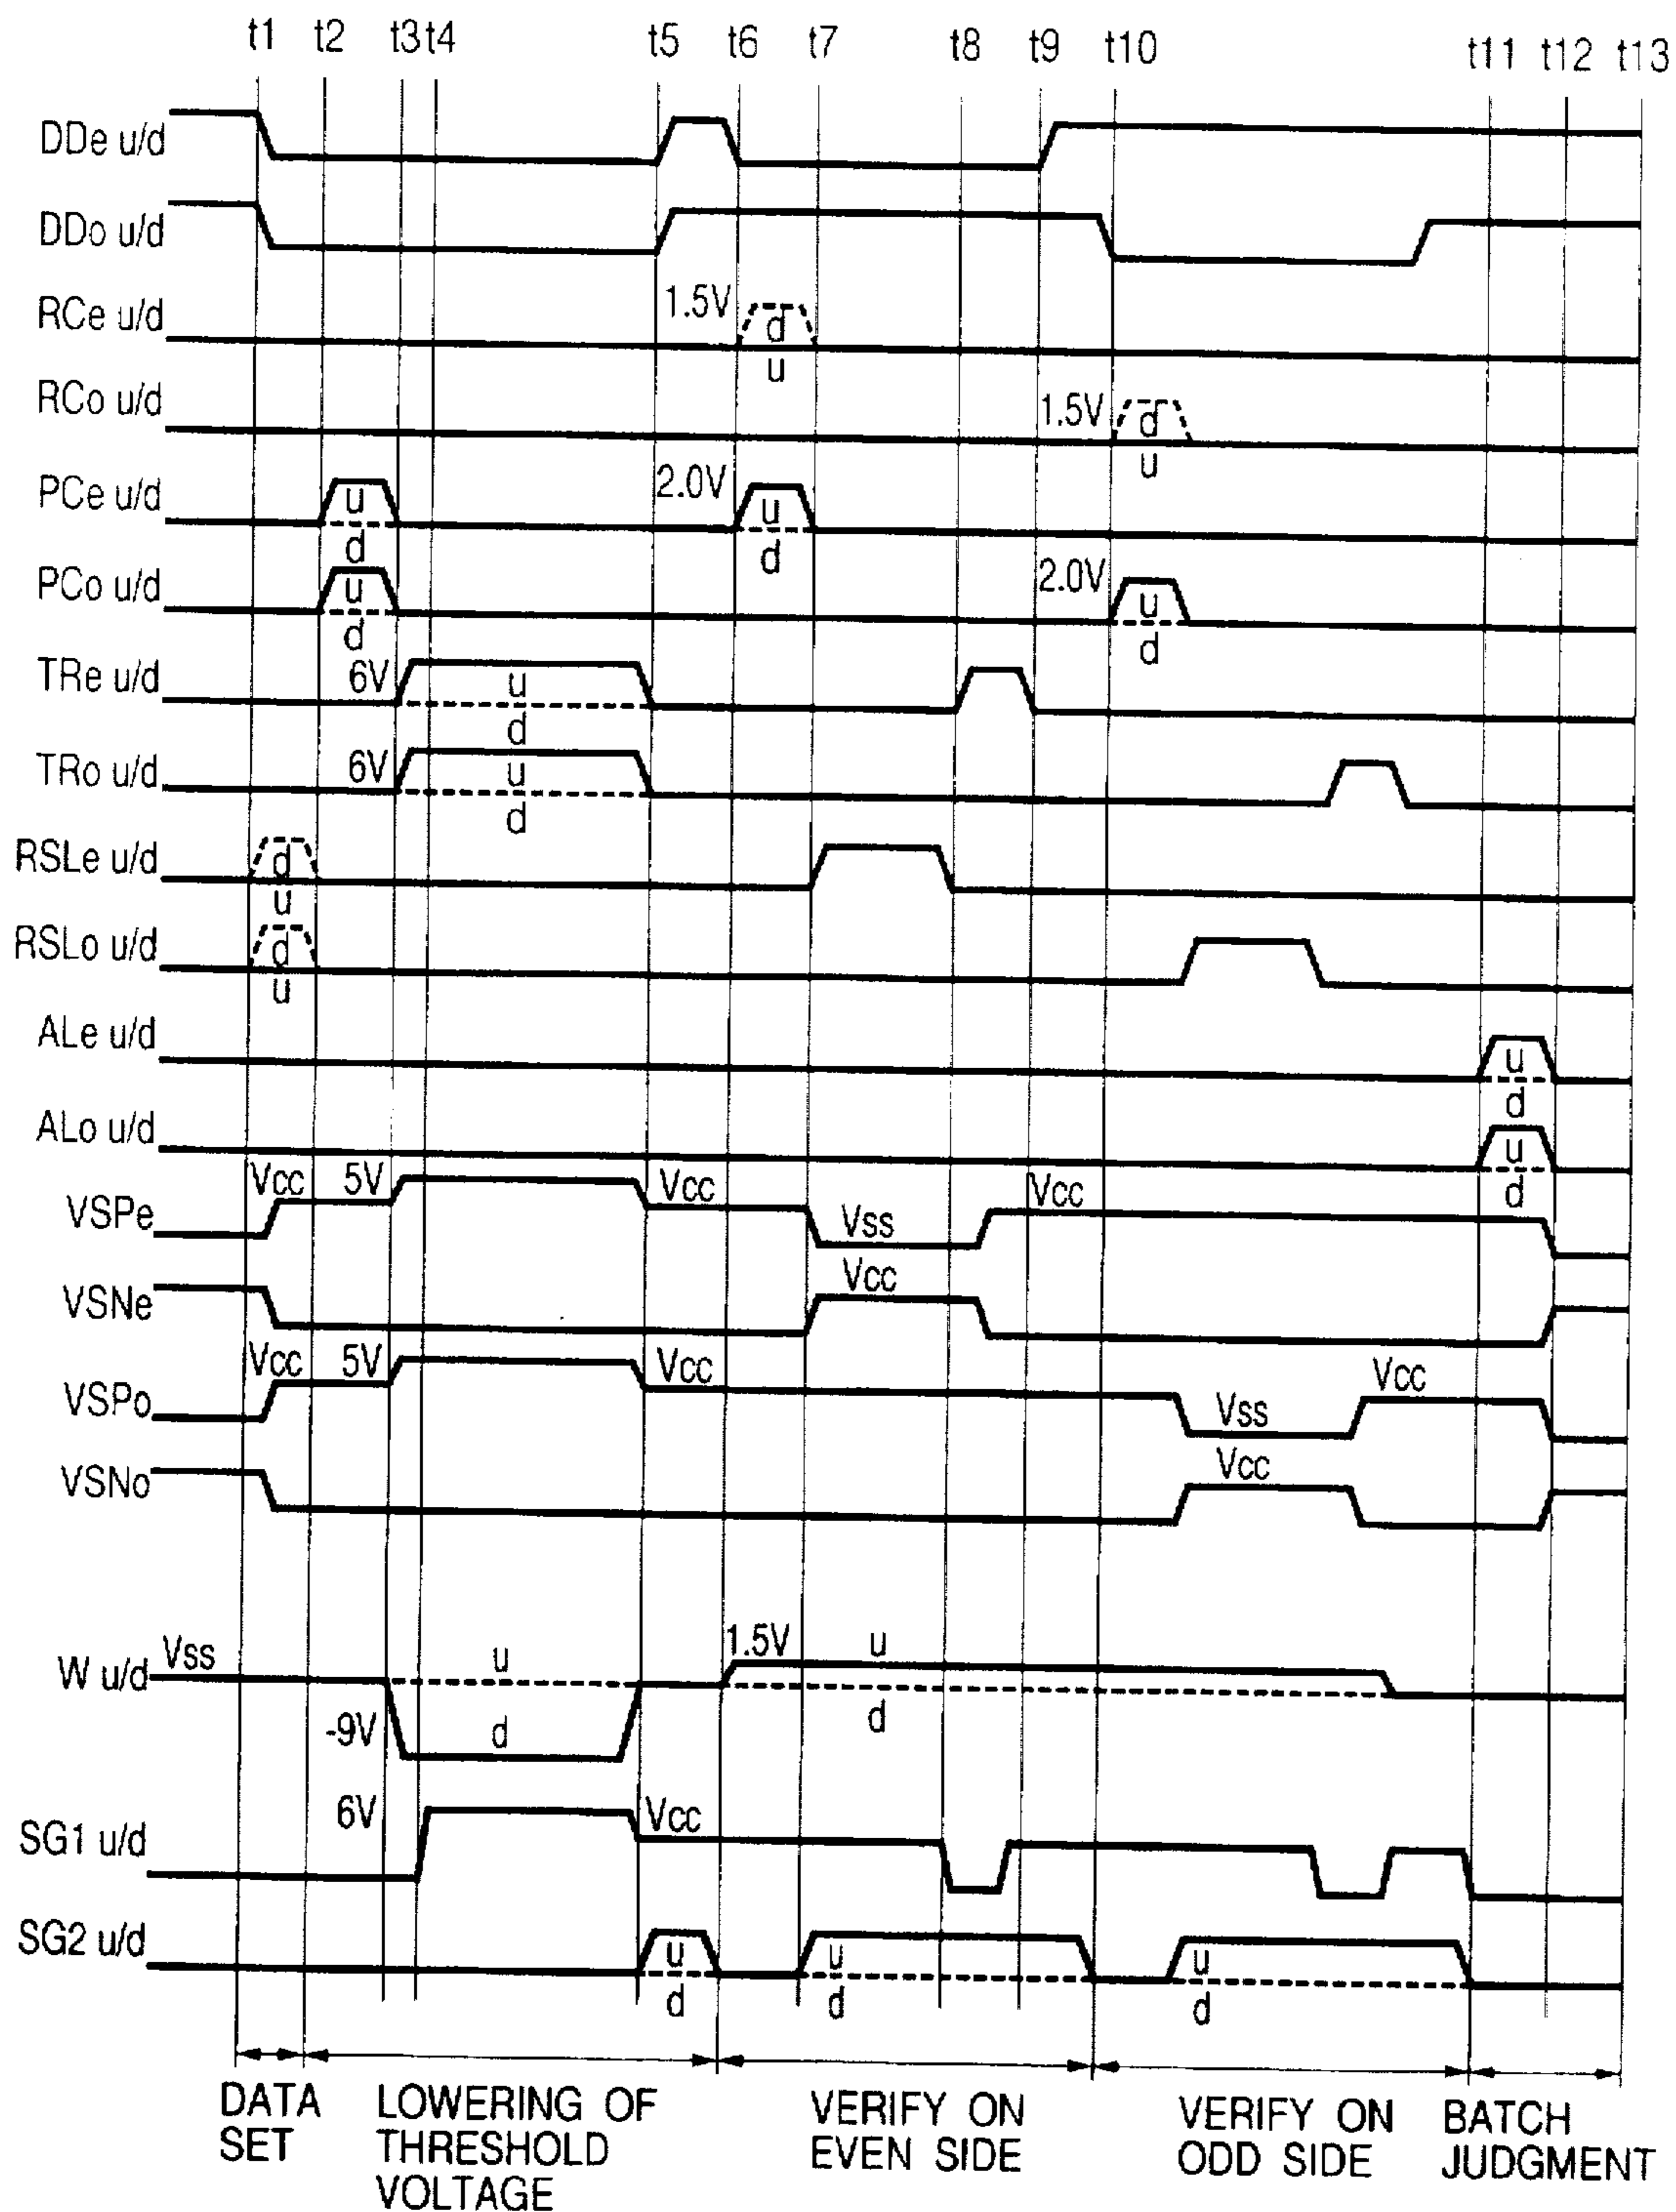 t1 t2 t3 t4 t5 t6 t7 t8 t9 t10 t11 t12 t13
DDe u/d
DDo u/d
RCe u/d 1.5V d
u
RCo u/d 1.5V d
u
PCe u/d u 2.0V u
d d
PCo u/d u 2.0V u
d d
TRe u/d 6V u
d
TRo u/d 6V u
d
RSLe u/d d
u
RSLo u/d d
u
ALe u/d u
d
ALo u/d u
d
VSPe Vcc 5V Vcc Vss Vcc
VSNe Vcc
VSPo Vcc 5V Vcc Vss Vcc
VSNo Vcc
W u/d Vss u 1.5V u
-9V d d
SG1 u/d 6V Vcc
SG2 u/d u u u
d d d
DATA SET
LOWERING OF THRESHOLD VOLTAGE
VERIFY ON EVEN SIDE
VERIFY ON ODD SIDE
BATCH JUDGMENT